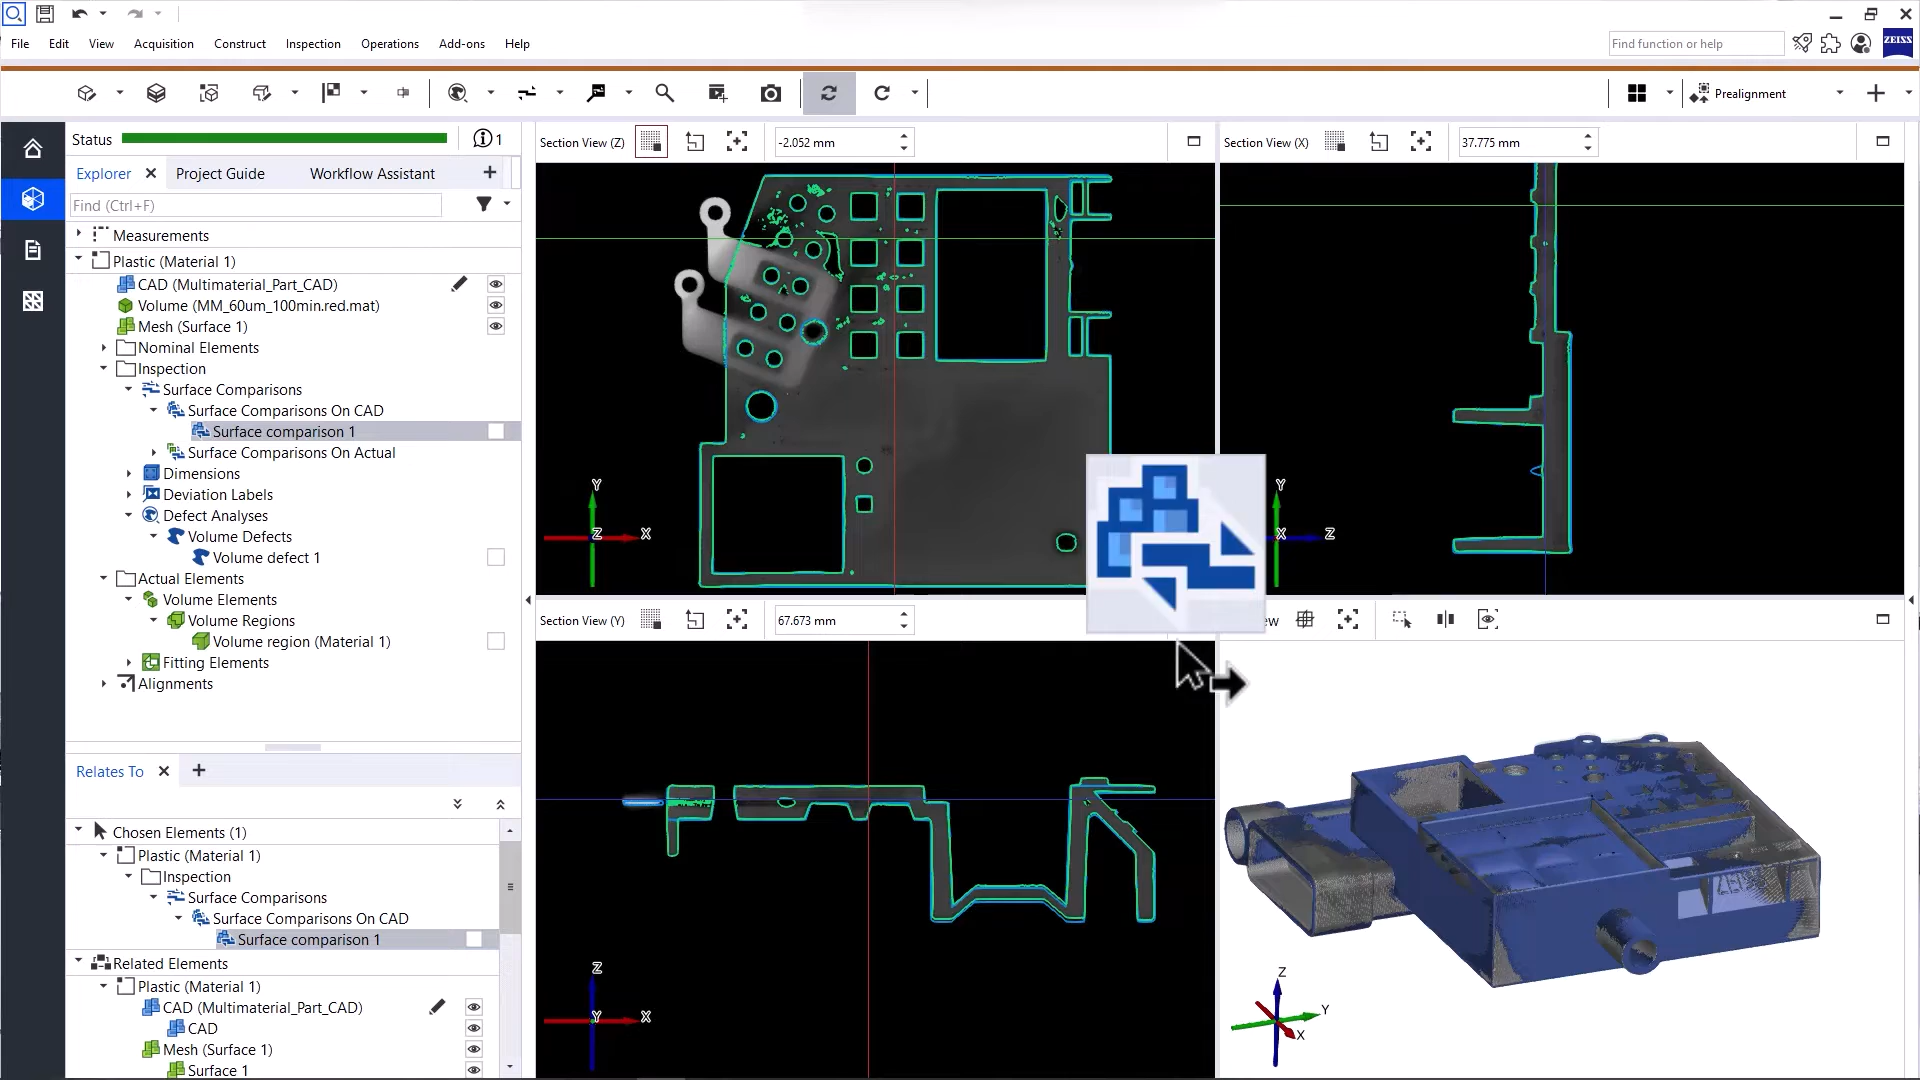 File Edit View Acquisition Construct Inspection Operations Add-ons Help
Find function or help
ZEISS
Prealignment
Status
1
Explorer Project Guide Workflow Assistant
Find (Ctrl+F)
Measurements
Plastic (Material 1)
CAD (Multimaterial_Part_CAD)
Volume (MM_60um_100min.red.mat)
Mesh (Surface 1)
Nominal Elements
Inspection
Surface Comparisons
Surface Comparisons On CAD
Surface comparison 1
Surface Comparisons On Actual
Dimensions
Deviation Labels
Defect Analyses
Volume Defects
Volume defect 1
Actual Elements
Volume Elements
Volume Regions
Volume region (Material 1)
Fitting Elements
Alignments
Relates To
Chosen Elements (1)
Plastic (Material 1)
Inspection
Surface Comparisons
Surface Comparisons On CAD
Surface comparison 1
Related Elements
Plastic (Material 1)
CAD (Multimaterial_Part_CAD)
CAD
Mesh (Surface 1)
Surface 1
Section View (Z) -2.052 mm
Y
Z X
Section View (X) 37.775 mm
Y
X Z
Section View (Y) 67.673 mm
Z
Y X
ew
Z
Y
X